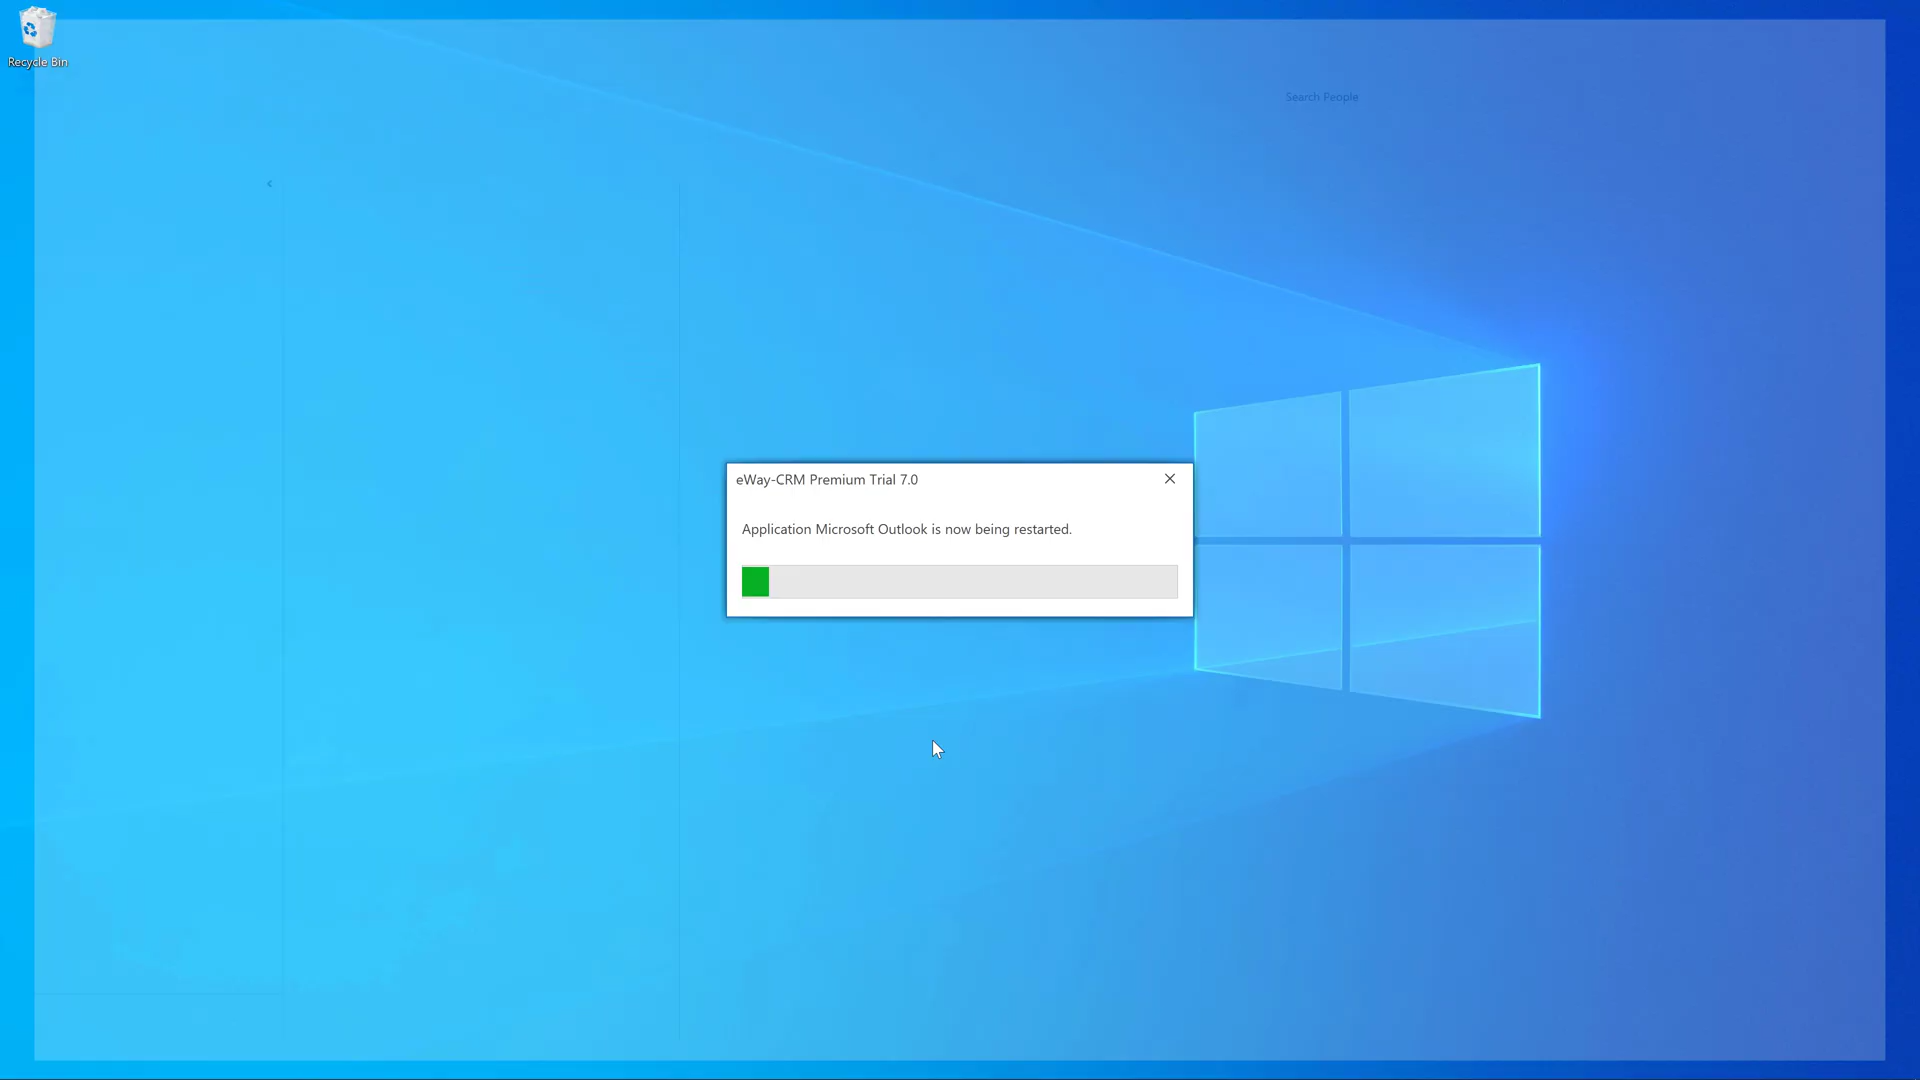 Recycle Bin
Search People
eWay-CRM Premium Trial 7.0
Application Microsoft Outlook is now being restarted.